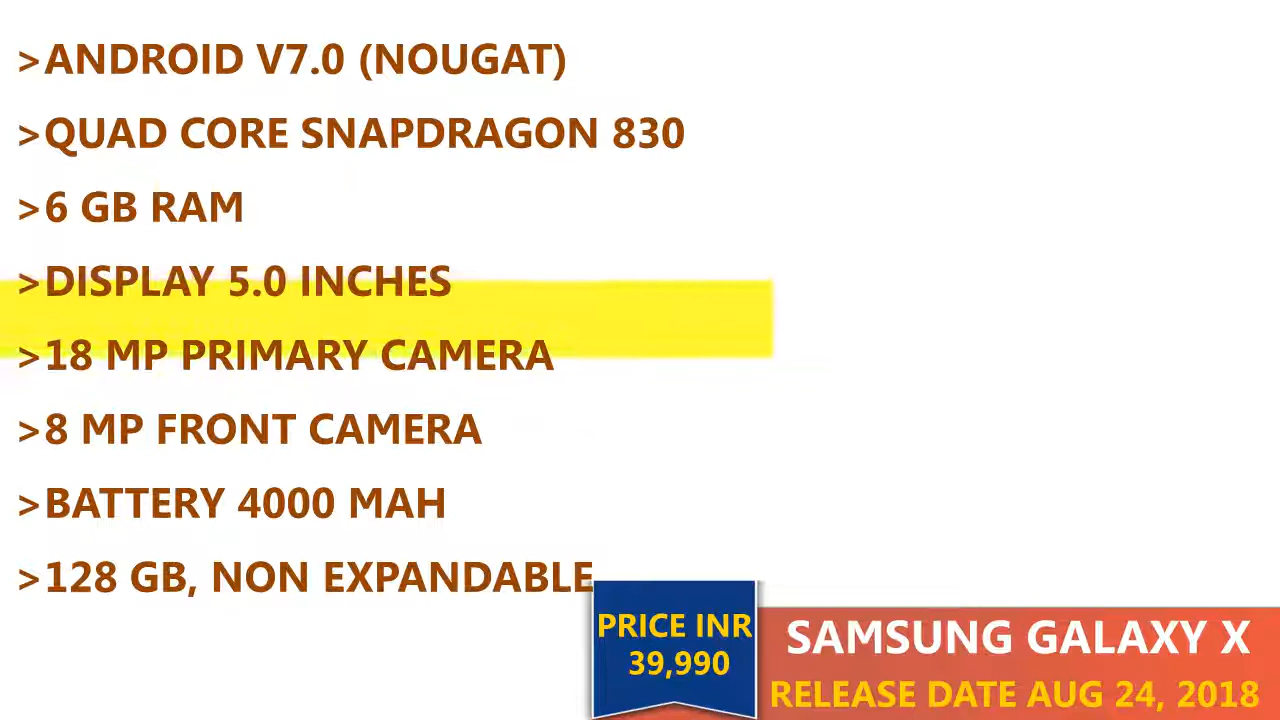 >ANDROID V7.0 (NOUGAT)
>QUAD CORE SNAPDRAGON 830
>6 GB RAM
>DISPLAY 5.0 INCHES
>18 MP PRIMARY CAMERA
>8 MP FRONT CAMERA
>BATTERY 4000 MAH
>128 GB, NON EXPANDABLE
PRICE INR
39,990
SAMSUNG GALAXY X
RELEASE DATE AUG 24, 2018